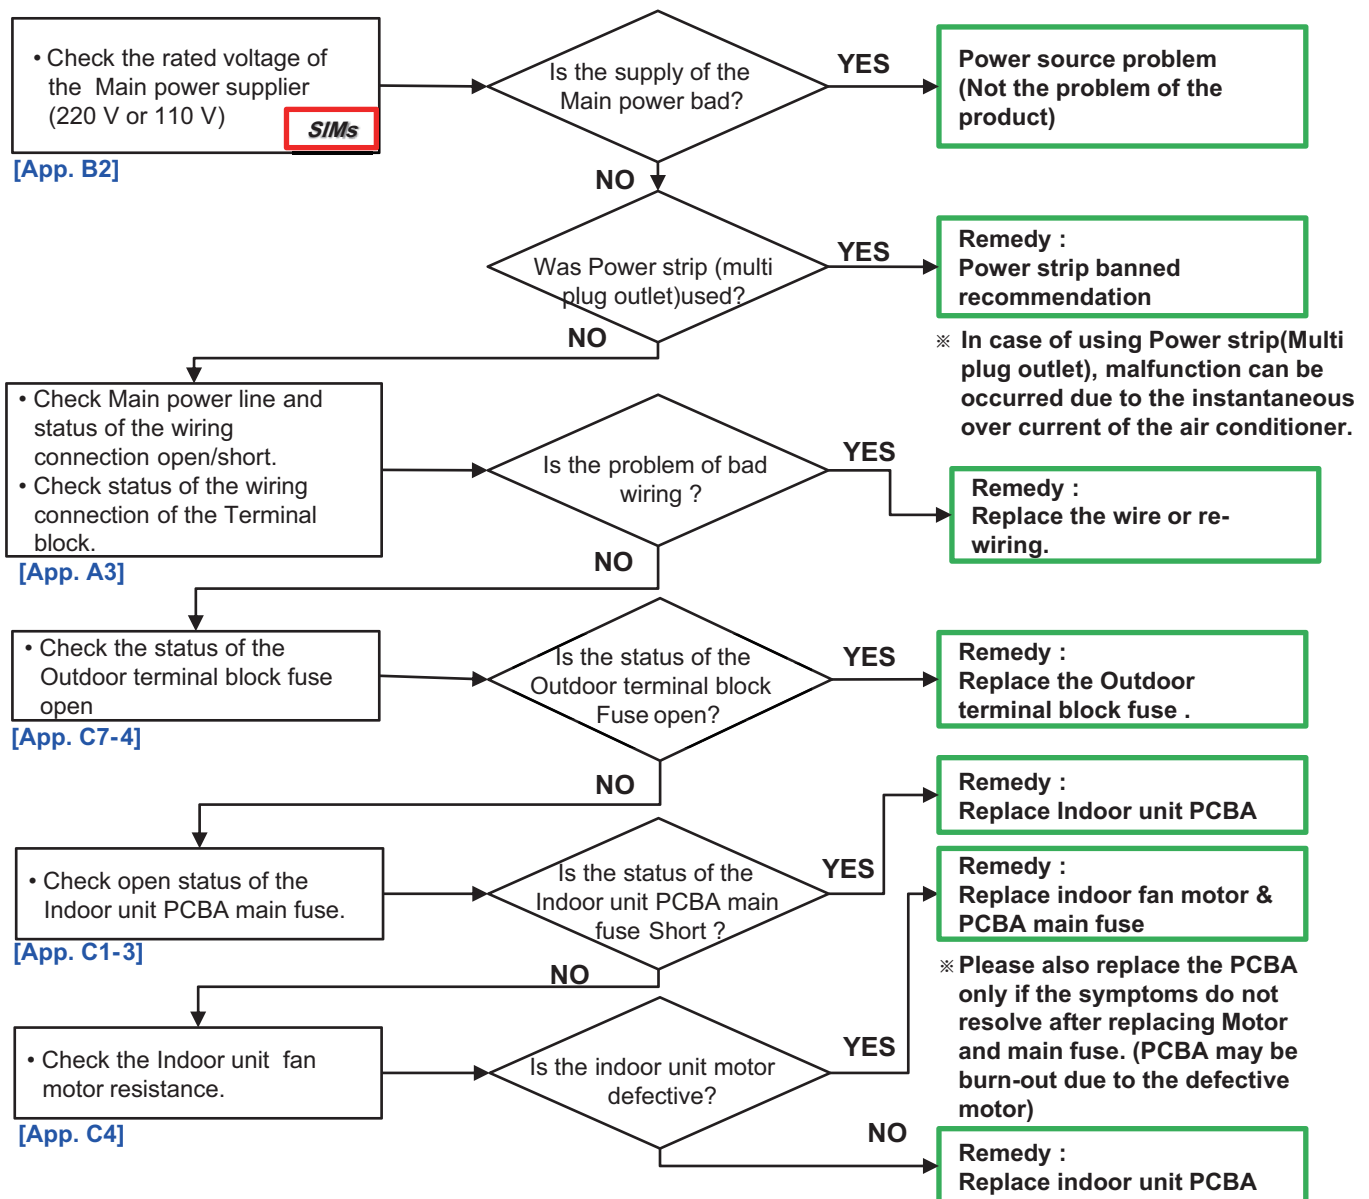 • Check the rated voltage of
the Main power supplier
(220 V or 110 V)
SIMs
[App. B2]
Is the supply of the
Main power bad?
YES
Power source problem
(Not the problem of the
product)
NO
Was Power strip (multi
plug outlet)used?
YES
Remedy :
Power strip banned
recommendation
※ In case of using Power strip(Multi
plug outlet), malfunction can be
occurred due to the instantaneous
over current of the air conditioner.
NO
• Check Main power line and
status of the wiring
connection open/short.
• Check status of the wiring
connection of the Terminal
block.
[App. A3]
Is the problem of bad
wiring ?
YES
Remedy :
Replace the wire or re-
wiring.
NO
• Check the status of the
Outdoor terminal block fuse
open
[App. C7-4]
Is the status of the
Outdoor terminal block
Fuse open?
YES
Remedy :
Replace the Outdoor
terminal block fuse .
NO
• Check open status of the
Indoor unit PCBA main fuse.
[App. C1-3]
Is the status of the
Indoor unit PCBA main
fuse Short ?
YES
Remedy :
Replace Indoor unit PCBA
NO
• Check the Indoor unit fan
motor resistance.
[App. C4]
Is the indoor unit motor
defective?
YES
Remedy :
Replace indoor fan motor &
PCBA main fuse
※ Please also replace the PCBA
only if the symptoms do not
resolve after replacing Motor
and main fuse. (PCBA may be
burn-out due to the defective
motor)
NO
Remedy :
Replace indoor unit PCBA